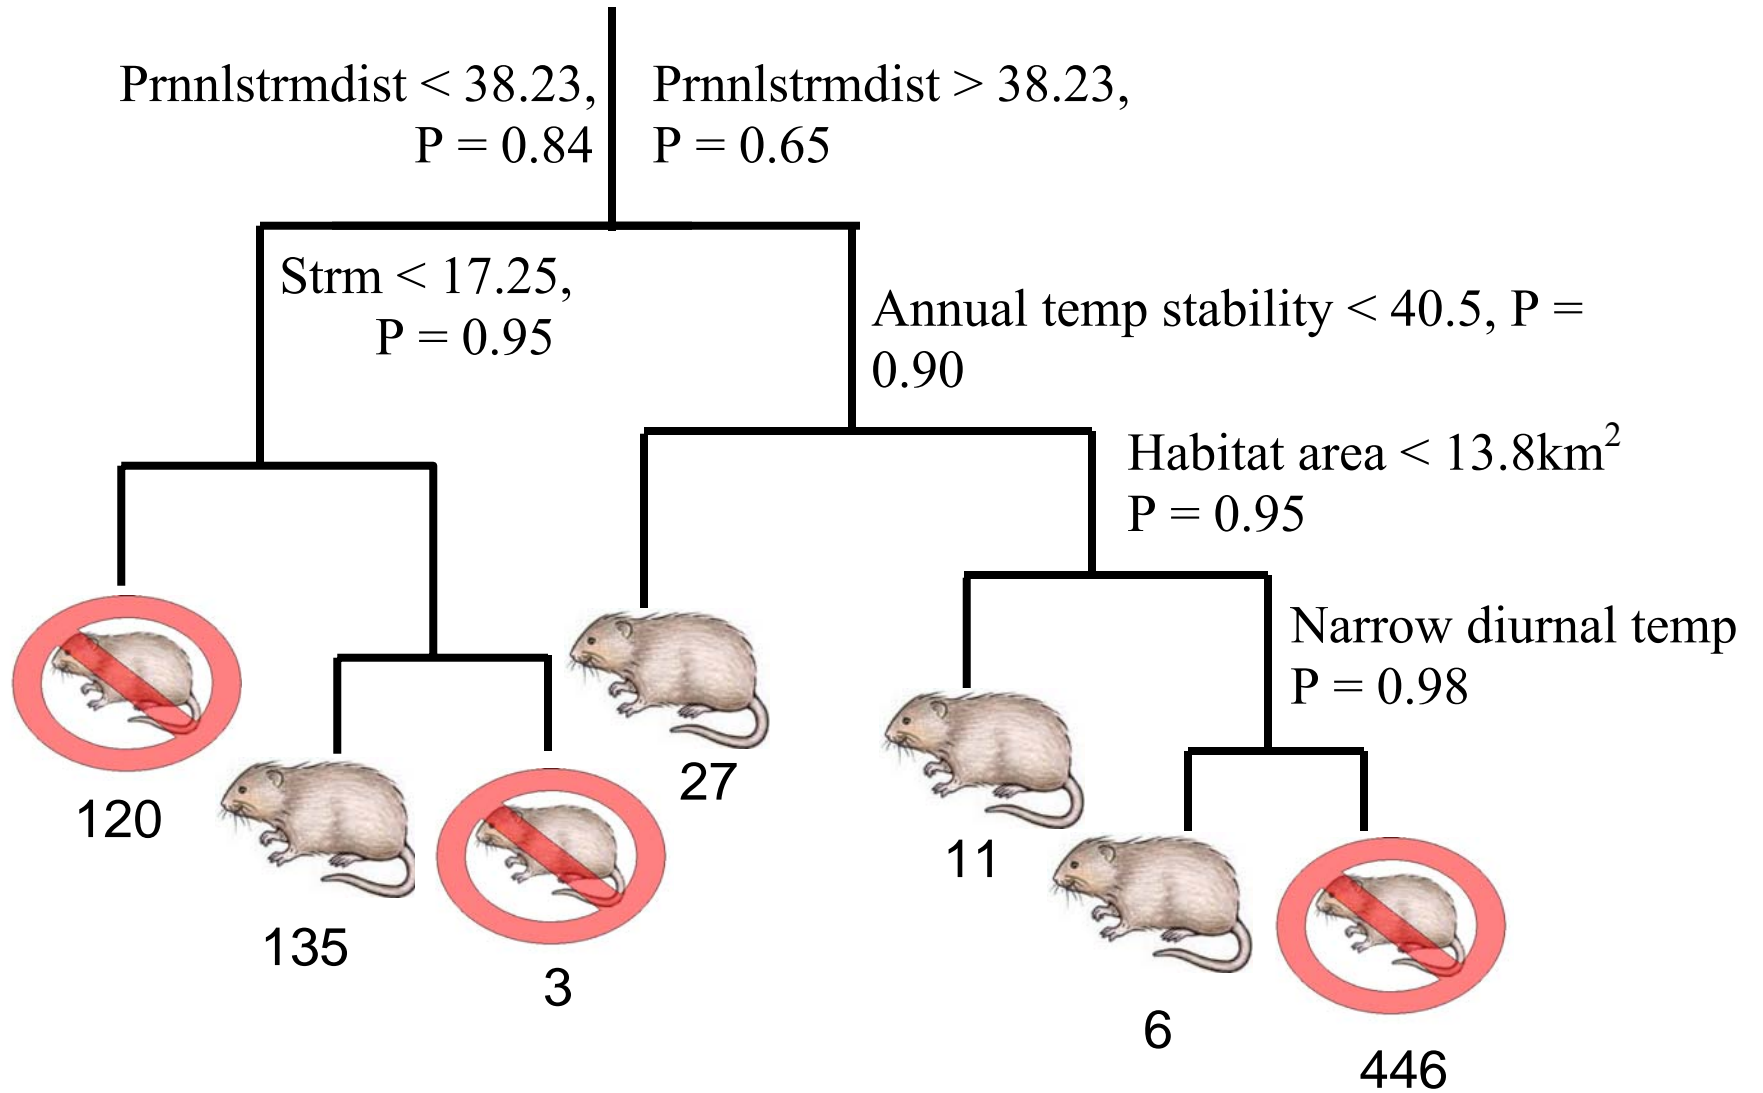 Prnnlstrmdist < 38.23,
P = 0.84
Prnnlstrmdist > 38.23,
P = 0.65
Strm < 17.25,
P = 0.95
Annual temp stability < 40.5, P =
0.90
Habitat area < 13.8km²
P = 0.95
Narrow diurnal temp
P = 0.98
120
135
3
27
11
6
446